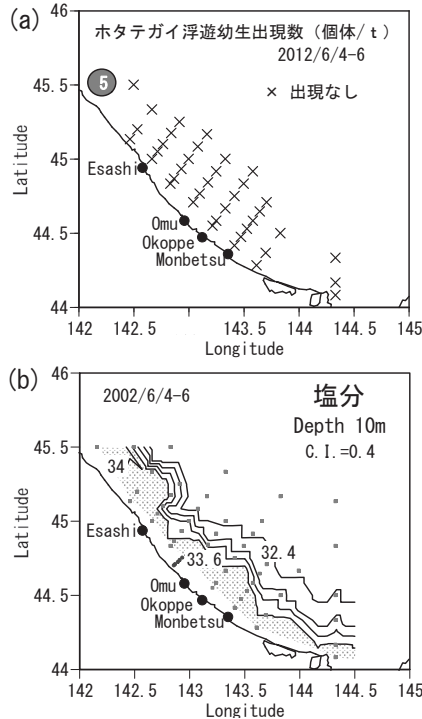 (a)
ホタテガイ浮遊幼生出現数 (個体/t)
2012/6/4-6
× 出現なし
5
46
45.5
45
44.5
44
Latitude
Esashi
Omu
Okoppe
Monbetsu
142 142.5 143 143.5 144 144.5 145
Longitude
(b)
2002/6/4-6
塩分
Depth 10m
C.I.=0.4
46
45.5
45
44.5
44
Latitude
34
33.6
32.4
Esashi
Omu
Okoppe
Monbetsu
142 142.5 143 143.5 144 144.5 145
Longitude